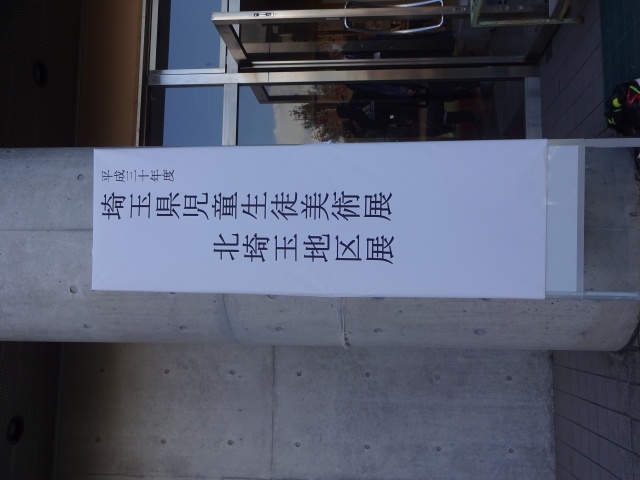 平成三十年度
埼玉県児童生徒美術展
北埼玉地区展